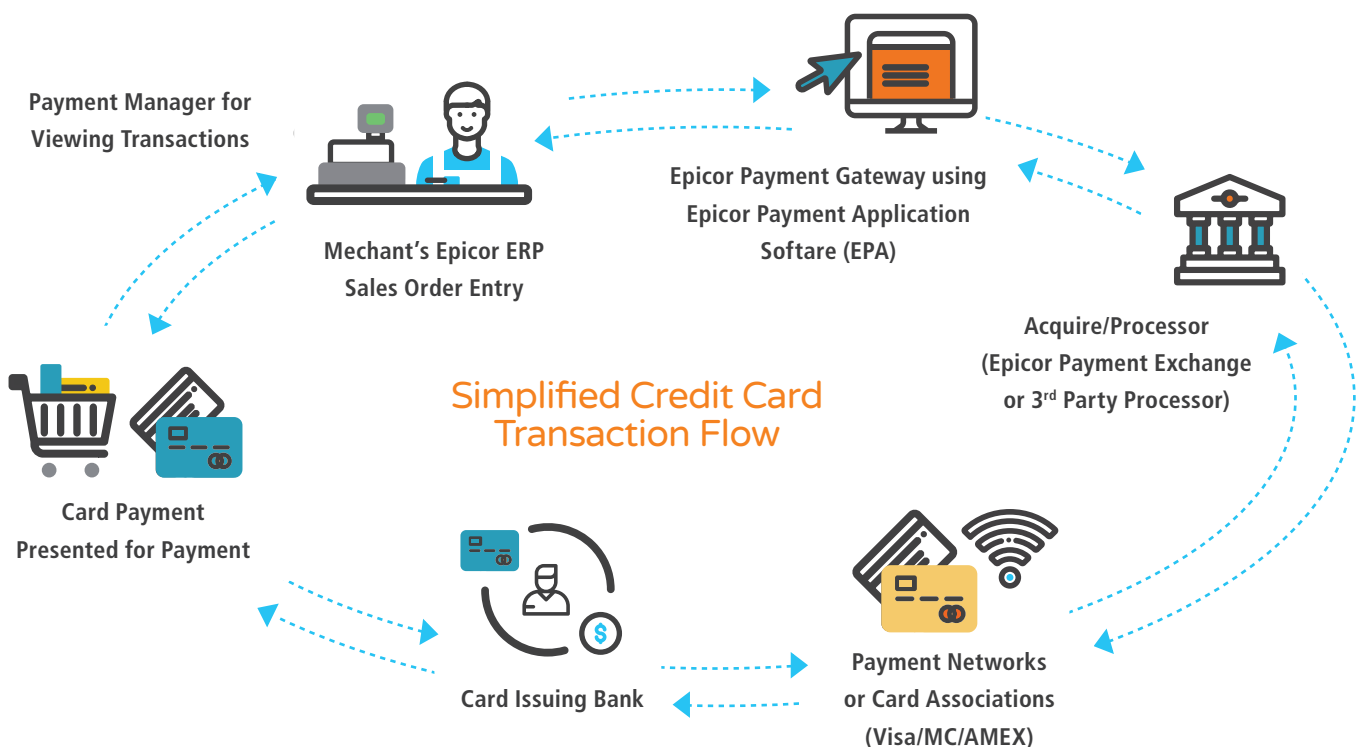 Payment Manager for
Viewing Transactions
Mechant’s Epicor ERP
Sales Order Entry
Epicor Payment Gateway using
Epicor Payment Application
Softare (EPA)
Acquire/Processor
(Epicor Payment Exchange
or 3rd Party Processor)
Simplified Credit Card
Transaction Flow
Card Payment
Presented for Payment
$
Card Issuing Bank
Payment Networks
or Card Associations
(Visa/MC/AMEX)